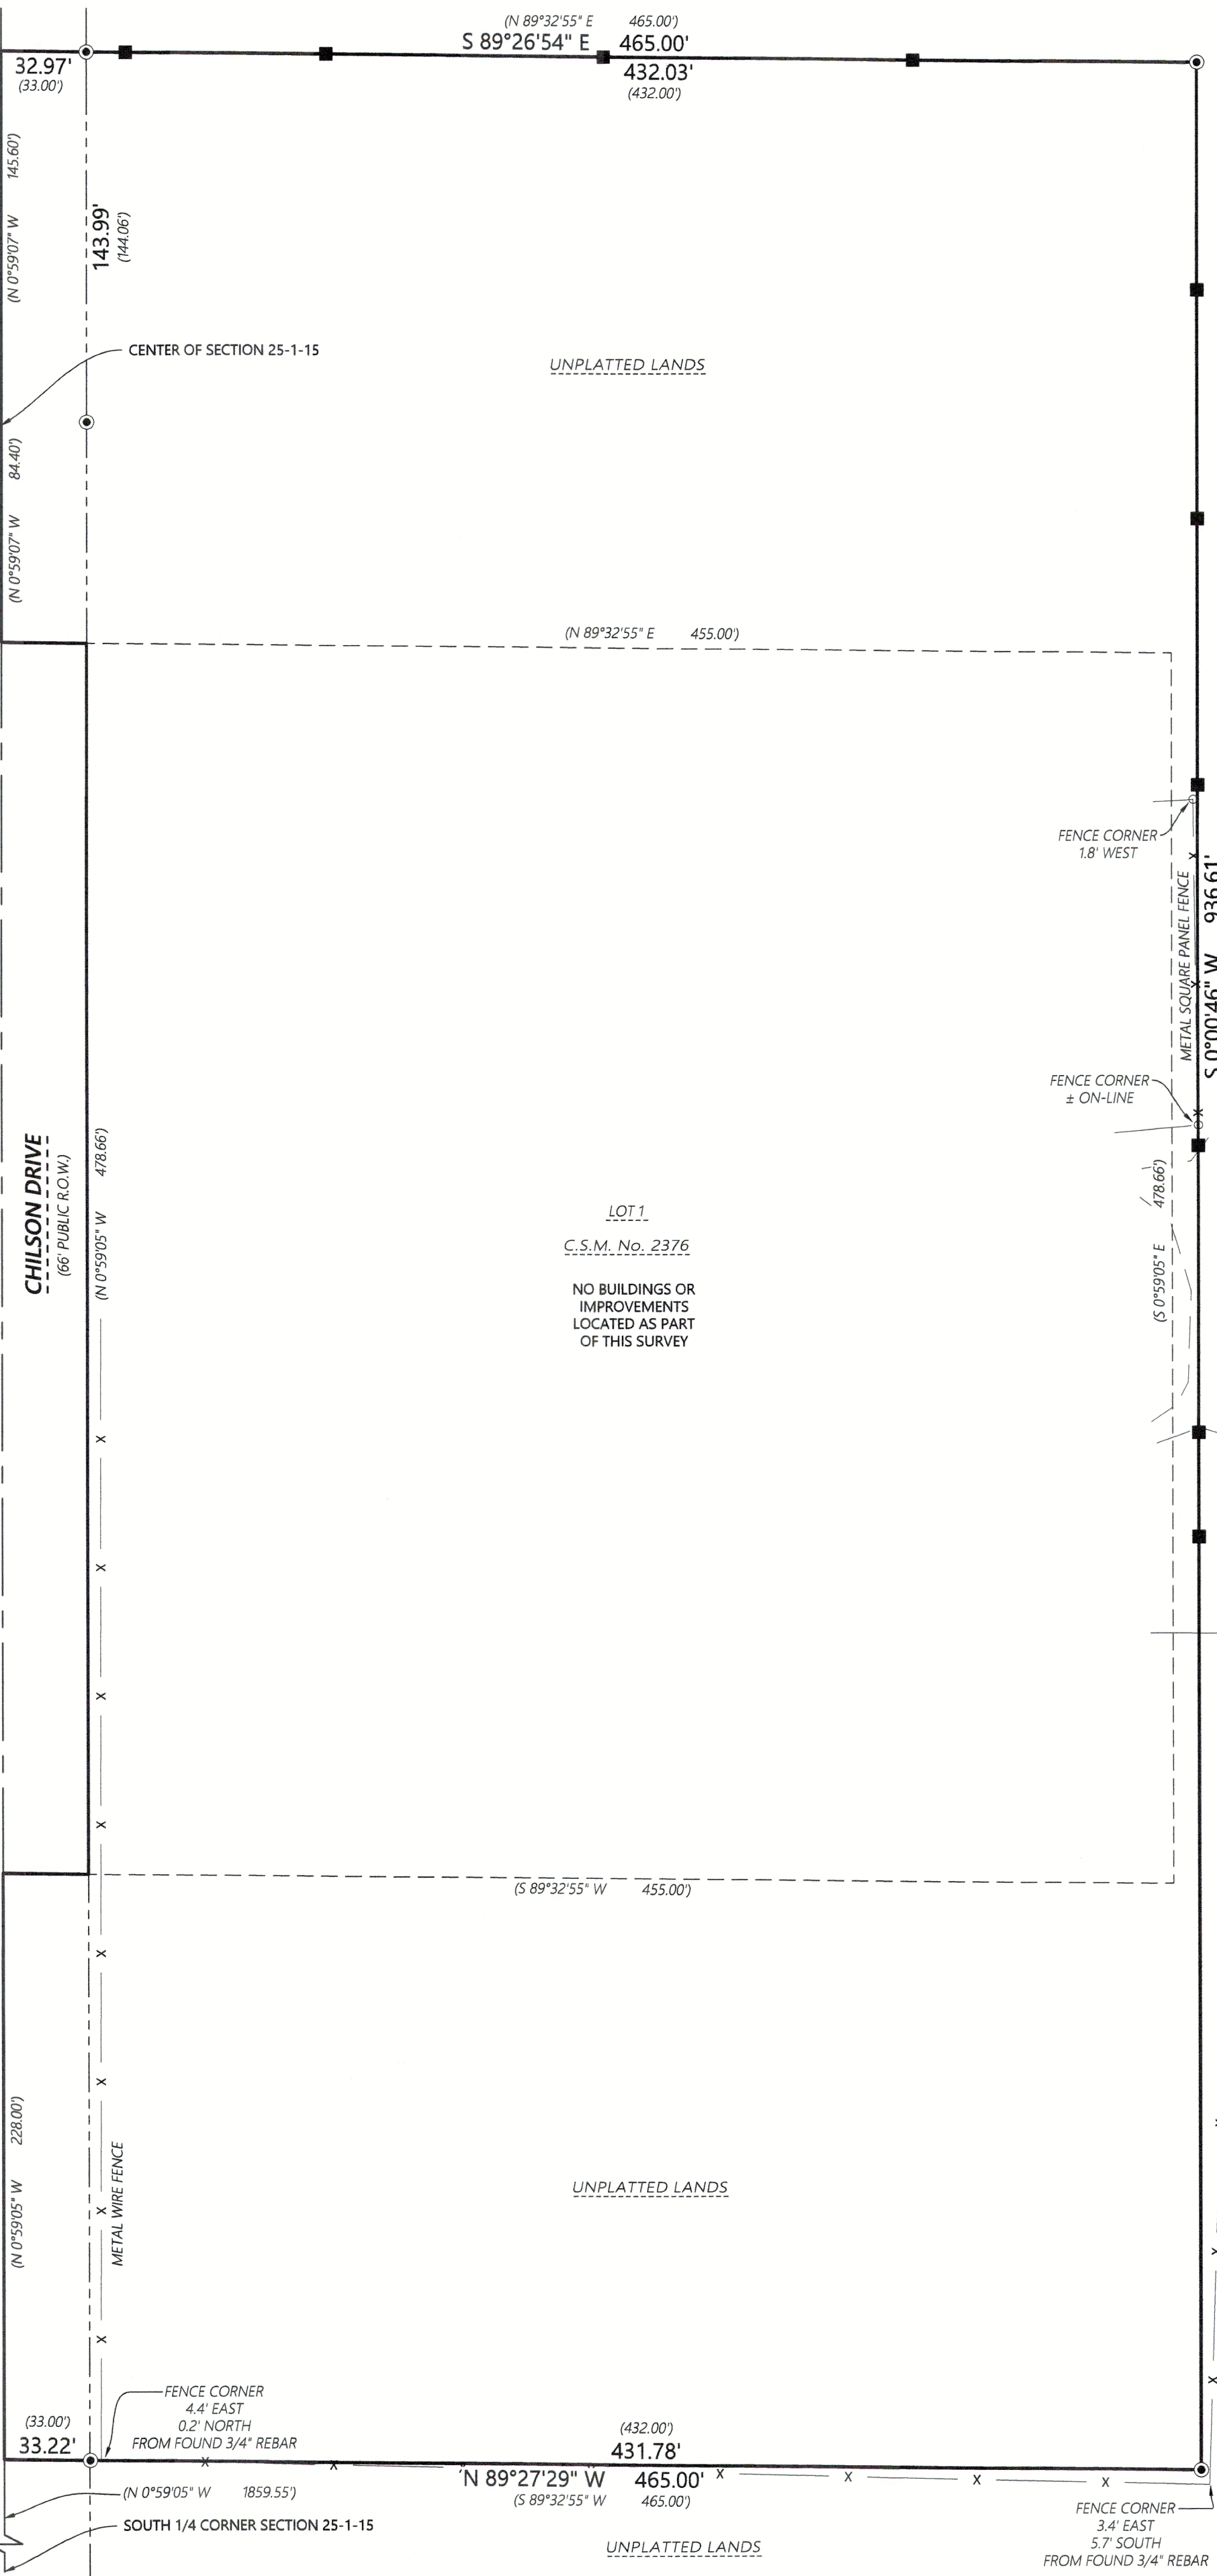 (N 89°32'55" E 465.00')
S 89°26'54" E 465.00'
32.97'
(33.00')
432.03'
(432.00')
(N 0°59'07" W 145.60')
143.99'
(144.06')
CENTER OF SECTION 25-1-15
UNPLATTED LANDS
(N 0°59'07" W 84.40')
(N 89°32'55" E 455.00')
FENCE CORNER
1.8' WEST
METAL SQUARE PANEL FENCE
S 0°00'46" W 936.61'
FENCE CORNER
± ON-LINE
CHILSON DRIVE
(66' PUBLIC R.O.W.)
(N 0°59'05" W 478.66')
LOT 1
C.S.M. No. 2376
NO BUILDINGS OR
IMPROVEMENTS
LOCATED AS PART
OF THIS SURVEY
(S 0°59'05" E 478.66')
(S 89°32'55" W 455.00')
(N 0°59'05" W 228.00')
METAL WIRE FENCE
UNPLATTED LANDS
FENCE CORNER
4.4' EAST
0.2' NORTH
FROM FOUND 3/4" REBAR
(33.00')
33.22'
(432.00')
431.78'
N 89°27'29" W 465.00'
(S 89°32'55" W 465.00')
(N 0°59'05" W 1859.55')
SOUTH 1/4 CORNER SECTION 25-1-15
UNPLATTED LANDS
FENCE CORNER
3.4' EAST
5.7' SOUTH
FROM FOUND 3/4" REBAR